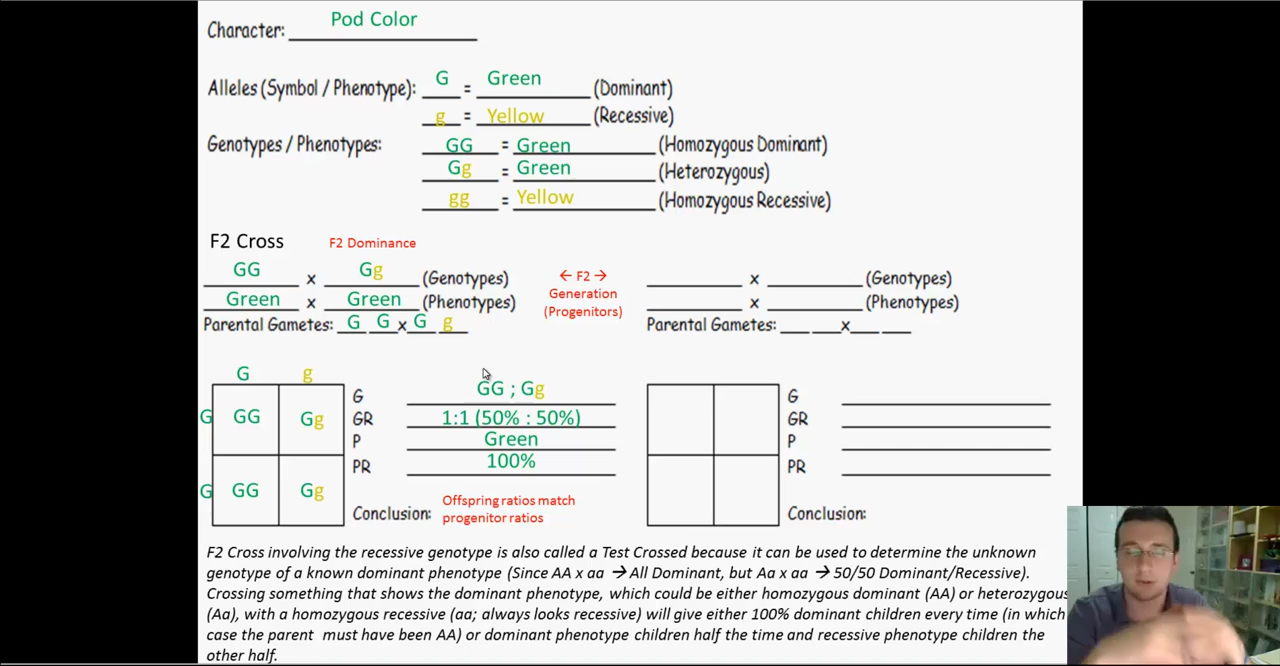 Character: Pod Color
Alleles (Symbol / Phenotype): G = Green (Dominant)
g = Yellow (Recessive)
Genotypes / Phenotypes: GG = Green (Homozygous Dominant)
Gg = Green (Heterozygous)
gg = Yellow (Homozygous Recessive)
F2 Cross F2 Dominance
GG x Gg (Genotypes) ← F2 → x (Genotypes)
Green x Green (Phenotypes) Generation x (Phenotypes)
(Progenitors)
Parental Gametes: G G x G g Parental Gametes: x
G g
G GG Gg G GG ; Gg G
GR 1:1 (50% : 50%) GR
P Green P
G GG Gg PR 100% PR
Conclusion: Offspring ratios match Conclusion:
progenitor ratios
F2 Cross involving the recessive genotype is also called a Test Crossed because it can be used to determine the unknown
genotype of a known dominant phenotype (Since AA x aa → All Dominant, but Aa x aa → 50/50 Dominant/Recessive).
Crossing something that shows the dominant phenotype, which could be either homozygous dominant (AA) or heterozygous
(Aa), with a homozygous recessive (aa; always looks recessive) will give either 100% dominant children every time (in which
case the parent must have been AA) or dominant phenotype children half the time and recessive phenotype children the
other half.